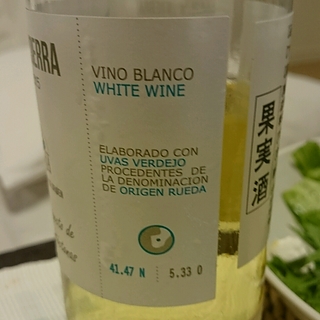 ERRA
VINO BLANCO
WHITE WINE
ELABORADO CON
UVAS VERDEJO
PROCEDENTES DE
LA DENOMINACION
DE ORIGEN RUEDA
41.47 N
5.33 O
果実酒